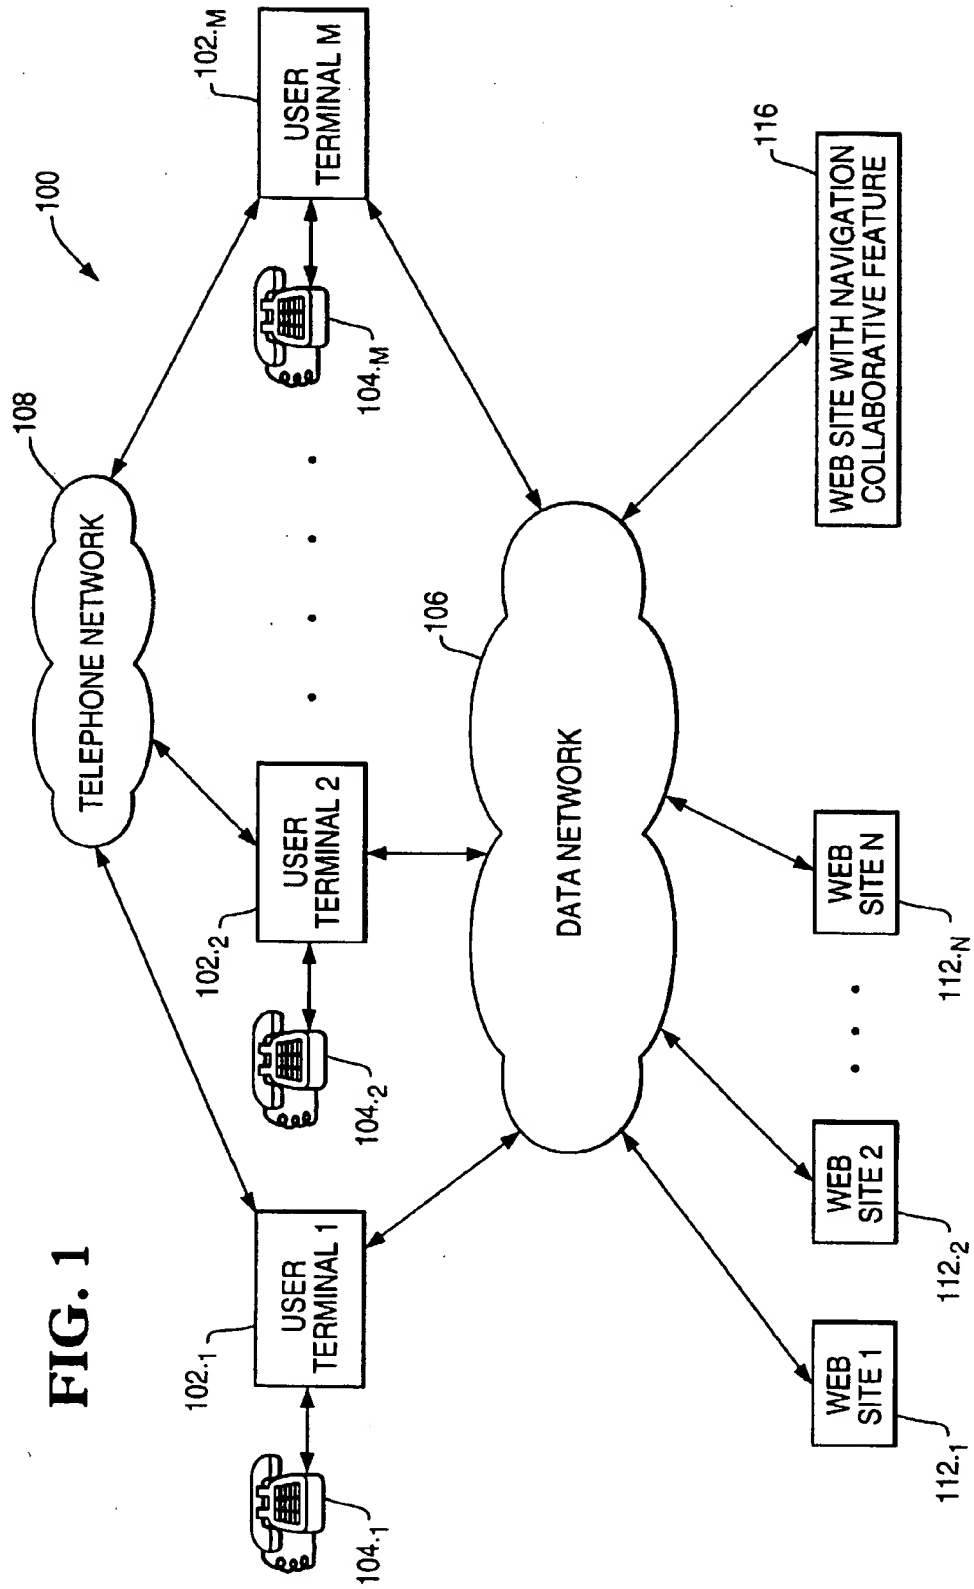 FIG. 1
100
108
TELEPHONE NETWORK
102.1
USER
TERMINAL 1
104.1
102.2
USER
TERMINAL 2
104.2
102.M
USER
TERMINAL M
104.M
106
DATA NETWORK
WEB
SITE 1
112.1
WEB
SITE 2
112.2
WEB
SITE N
112.N
116
WEB SITE WITH NAVIGATION
COLLABORATIVE FEATURE